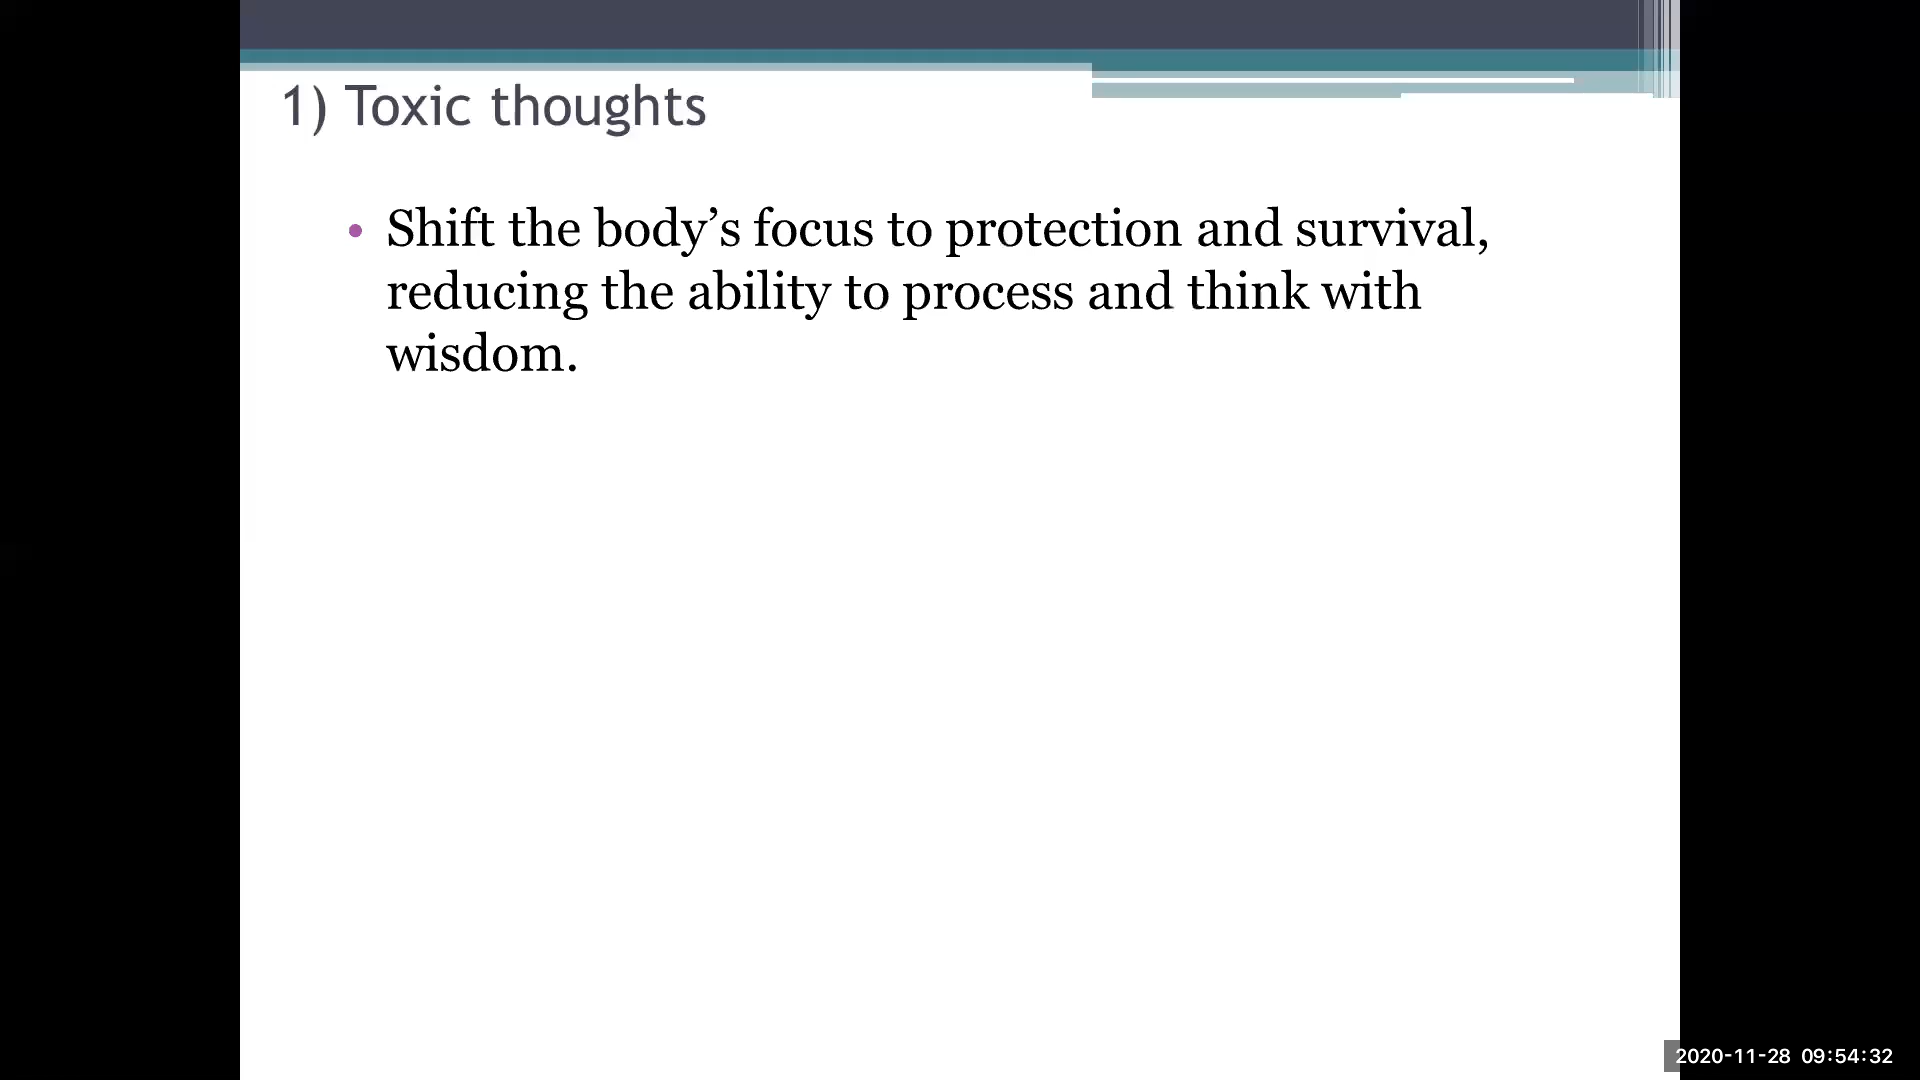 1) Toxic thoughts
• Shift the body’s focus to protection and survival,
reducing the ability to process and think with
wisdom.
2020-11-28 09:54:32